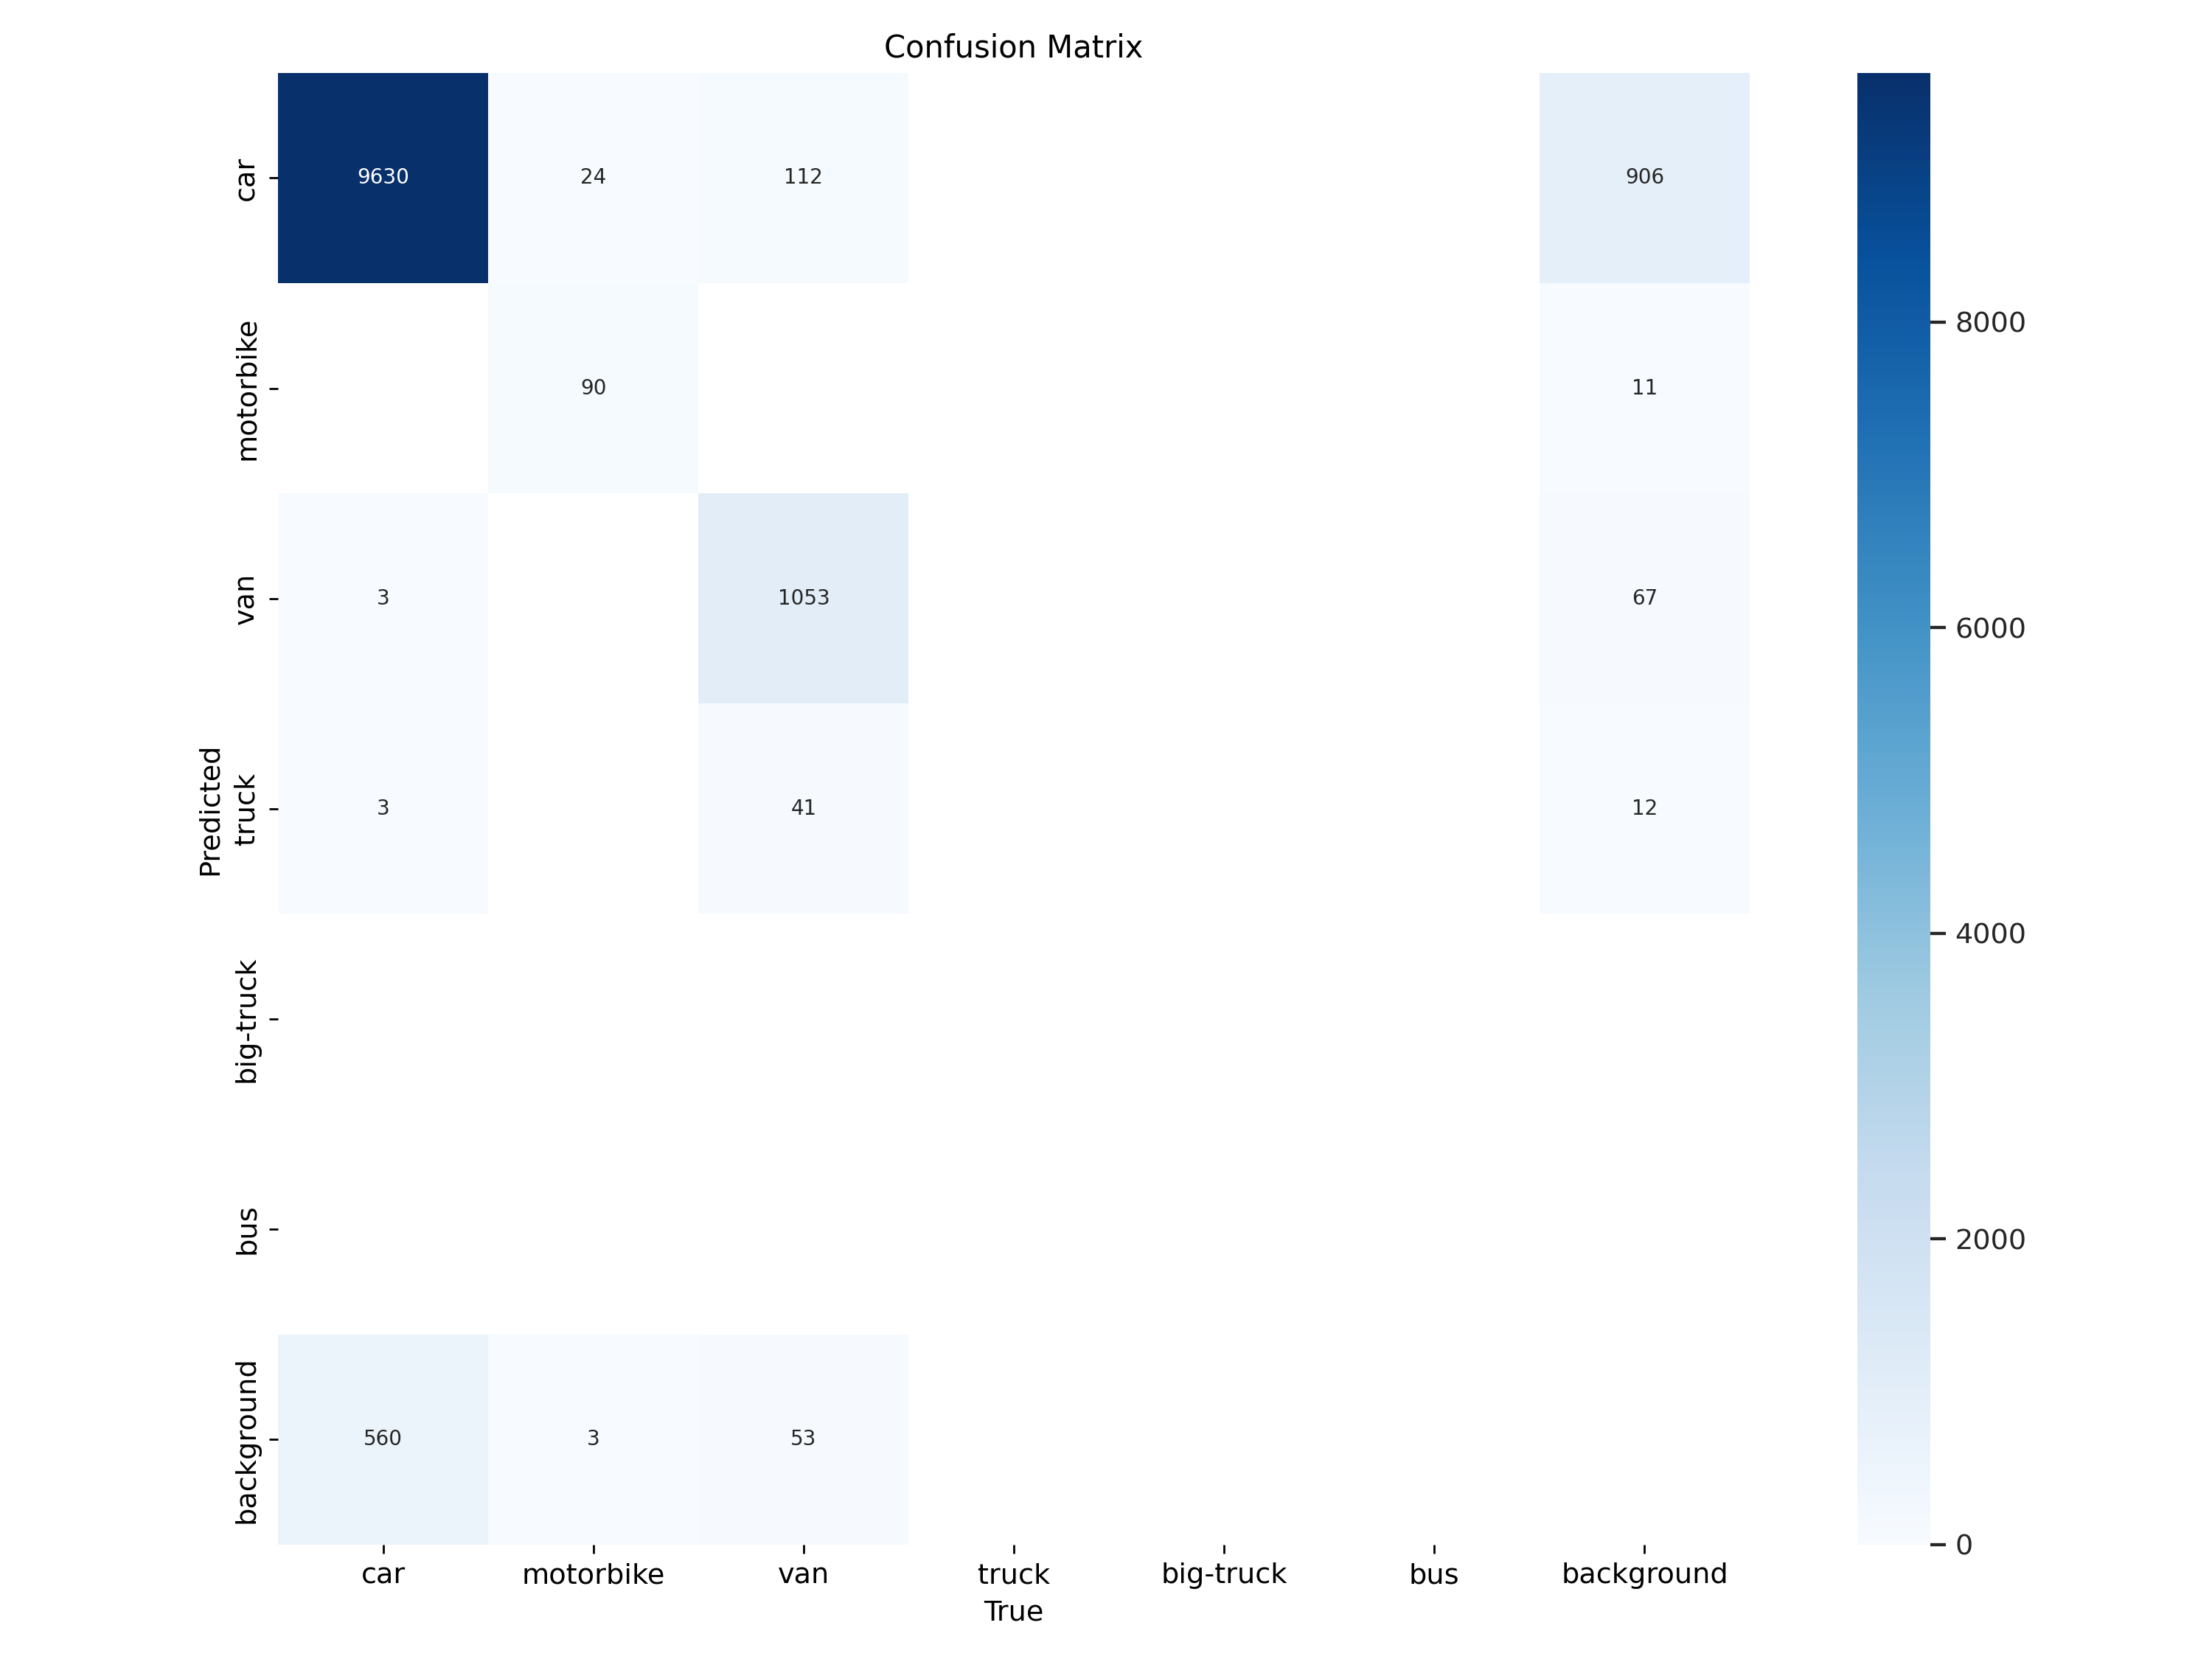 Confusion Matrix
car
9630
24
112
906
8000
motorbike
90
11
6000
van
3
1053
67
Predicted
truck
3
41
12
4000
big-truck
bus
2000
background
560
3
53
0
car
motorbike
van
truck
big-truck
bus
background
True